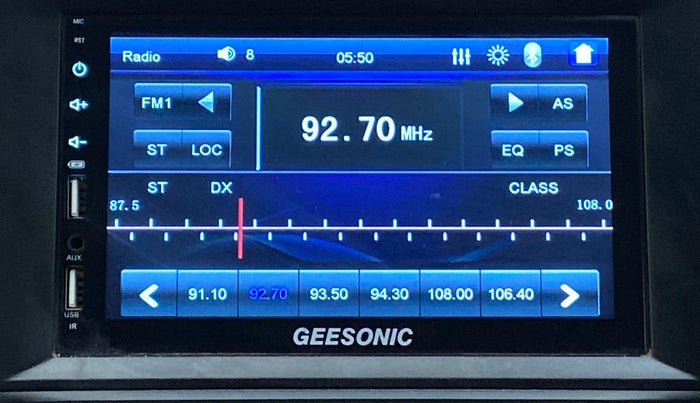 MIC
RST
Radio 8 05:50
FM1 92.70 MHz AS
ST LOC EQ PS
ST DX CLASS
87.5 108.0
91.10 92.70 93.50 94.30 108.00 106.40
AUX
USB
IR
GEESONIC